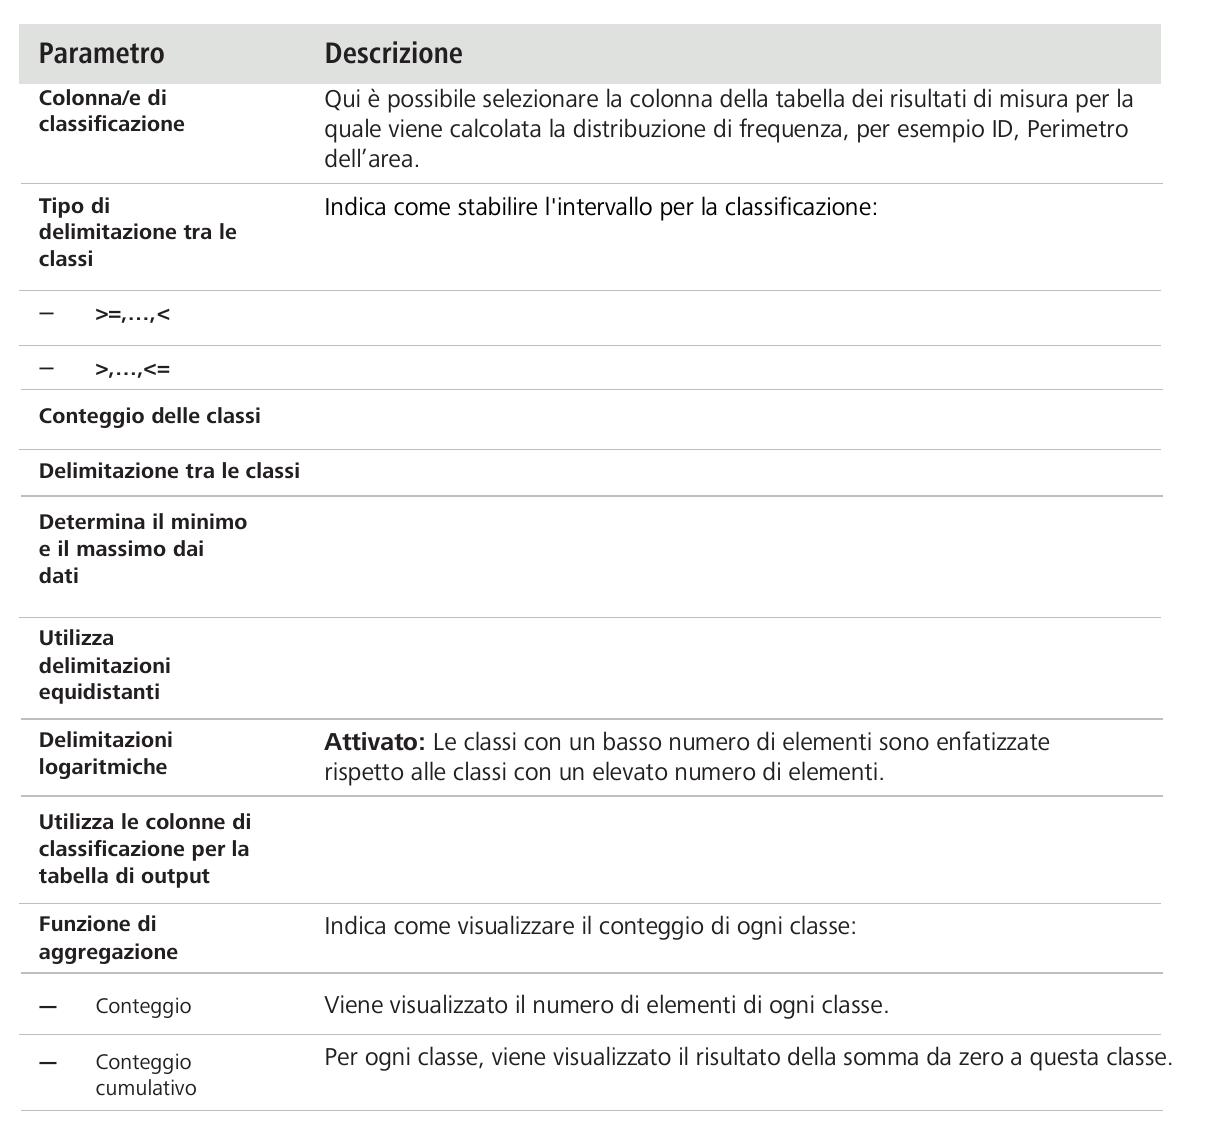 Parametro Descrizione
Colonna/e di
classificazione
Qui è possibile selezionare la colonna della tabella dei risultati di misura per la
quale viene calcolata la distribuzione di frequenza, per esempio ID, Perimetro
dell’area.
Tipo di
delimitazione tra le
classi
Indica come stabilire l'intervallo per la classificazione:
— >=,...,<
— >,...,<=
Conteggio delle classi
Delimitazione tra le classi
Determina il minimo
e il massimo dai
dati
Utilizza
delimitazioni
equidistanti
Delimitazioni
logaritmiche
Attivato: Le classi con un basso numero di elementi sono enfatizzate
rispetto alle classi con un elevato numero di elementi.
Utilizza le colonne di
classificazione per la
tabella di output
Funzione di
aggregazione
Indica come visualizzare il conteggio di ogni classe:
— Conteggio
Viene visualizzato il numero di elementi di ogni classe.
— Conteggio
cumulativo
Per ogni classe, viene visualizzato il risultato della somma da zero a questa classe.